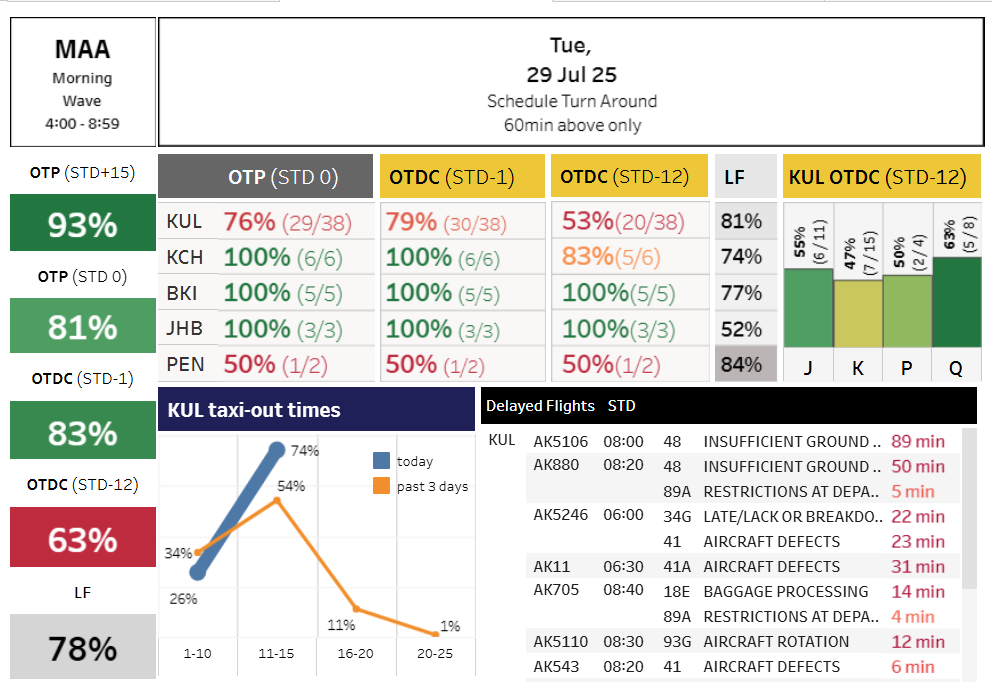 MAA
Morning
Wave
4:00 - 8:59
Tue,
29 Jul 25
Schedule Turn Around
60min above only
OTP (STD+15)
93%
OTP (STD 0)
81%
OTDC (STD-1)
83%
OTDC (STD-12)
63%
LF
78%
OTP (STD 0) OTDC (STD-1) OTDC (STD-12) LF
KUL 76% (29/38) 79% (30/38) 53%(20/38) 81%
KCH 100% (6/6) 100% (6/6) 83%(5/6) 74%
BKI 100% (5/5) 100% (5/5) 100%(5/5) 77%
JHB 100% (3/3) 100% (3/3) 100%(3/3) 52%
PEN 50% (1/2) 50% (1/2) 50%(1/2) 84%
KUL OTDC (STD-12)
55% (6 / 11)
47% (7 / 15)
50% (2 / 4)
63% (5 / 8)
J K P Q
KUL taxi-out times
today
past 3 days
74%
54%
34%
26%
11%
1%
1-10 11-15 16-20 20-25
Delayed Flights STD
KUL AK5106 08:00 48 INSUFFICIENT GROUND .. 89 min
AK880 08:20 48 INSUFFICIENT GROUND .. 50 min
89A RESTRICTIONS AT DEPA.. 5 min
AK5246 06:00 34G LATE/LACK OR BREAKDO.. 22 min
41 AIRCRAFT DEFECTS 23 min
AK11 06:30 41A AIRCRAFT DEFECTS 31 min
AK705 08:40 18E BAGGAGE PROCESSING 14 min
89A RESTRICTIONS AT DEPA.. 4 min
AK5110 08:30 93G AIRCRAFT ROTATION 12 min
AK543 08:20 41 AIRCRAFT DEFECTS 6 min